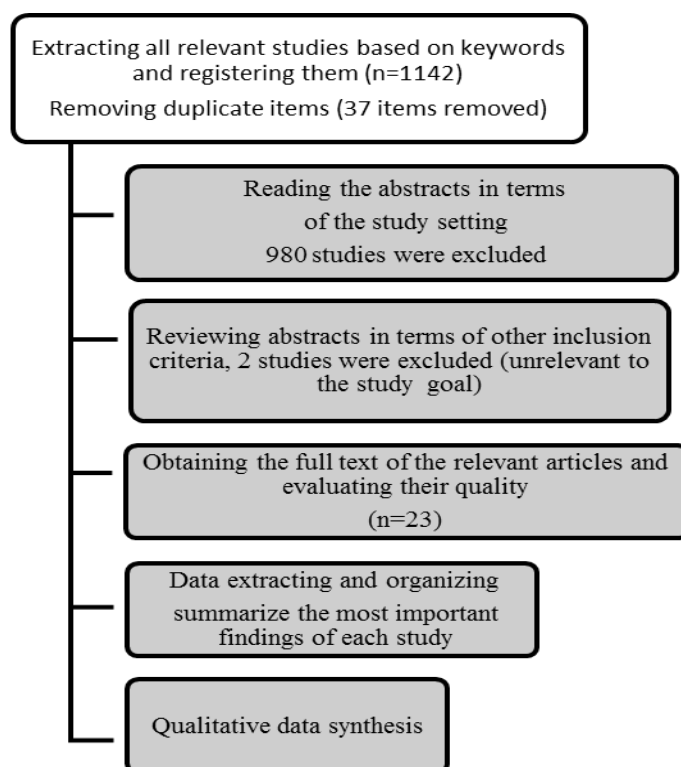 Extracting all relevant studies based on keywords
and registering them (n=1142)
Removing duplicate items (37 items removed)
Reading the abstracts in terms
of the study setting
980 studies were excluded
Reviewing abstracts in terms of other inclusion
criteria, 2 studies were excluded (unrelevant to
the study goal)
Obtaining the full text of the relevant articles and
evaluating their quality
(n=23)
Data extracting and organizing
summarize the most important
findings of each study
Qualitative data synthesis